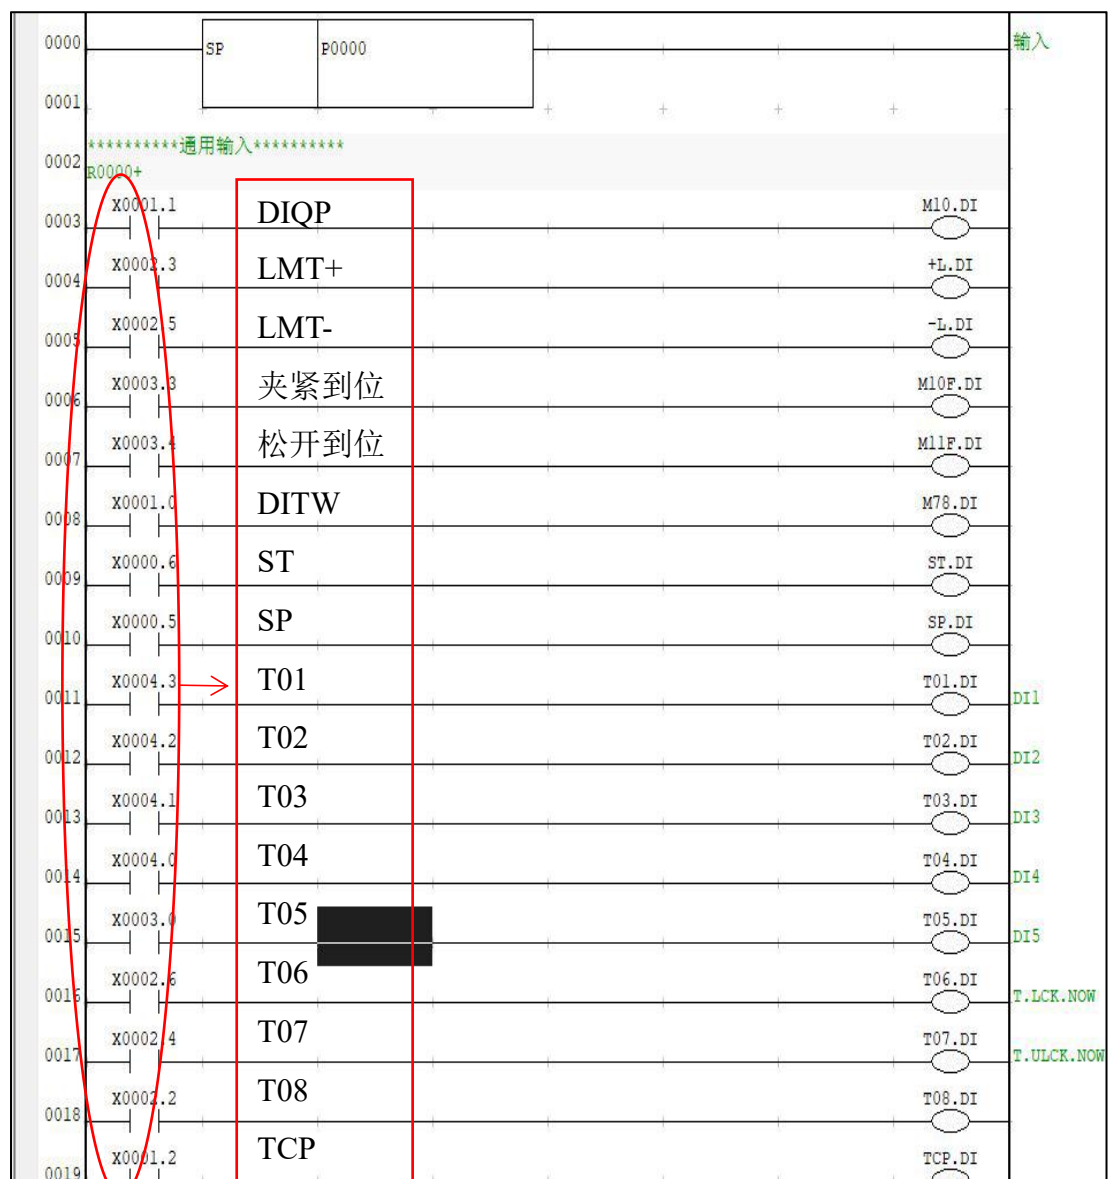 0000 SP P0000 输入
0001
**********通用输入**********
0002 R0000+
0003 X0001.1 DIQP M10.DI
0004 X0002.3 LMT+ +L.DI
0005 X0002.5 LMT- -L.DI
0006 X0003.3 夹紧到位 M10F.DI
0007 X0003.4 松开到位 M11F.DI
0008 X0001.0 DITW M78.DI
0009 X0000.6 ST ST.DI
0010 X0000.5 SP SP.DI
0011 X0004.3 T01 T01.DI DI1
0012 X0004.2 T02 T02.DI DI2
0013 X0004.1 T03 T03.DI DI3
0014 X0004.0 T04 T04.DI DI4
0015 X0003.0 T05 T05.DI DI5
0016 X0002.6 T06 T06.DI T.LCK.NOW
0017 X0002.4 T07 T07.DI T.ULCK.NOW
0018 X0002.2 T08 T08.DI
0019 X0001.2 TCP TCP.DI